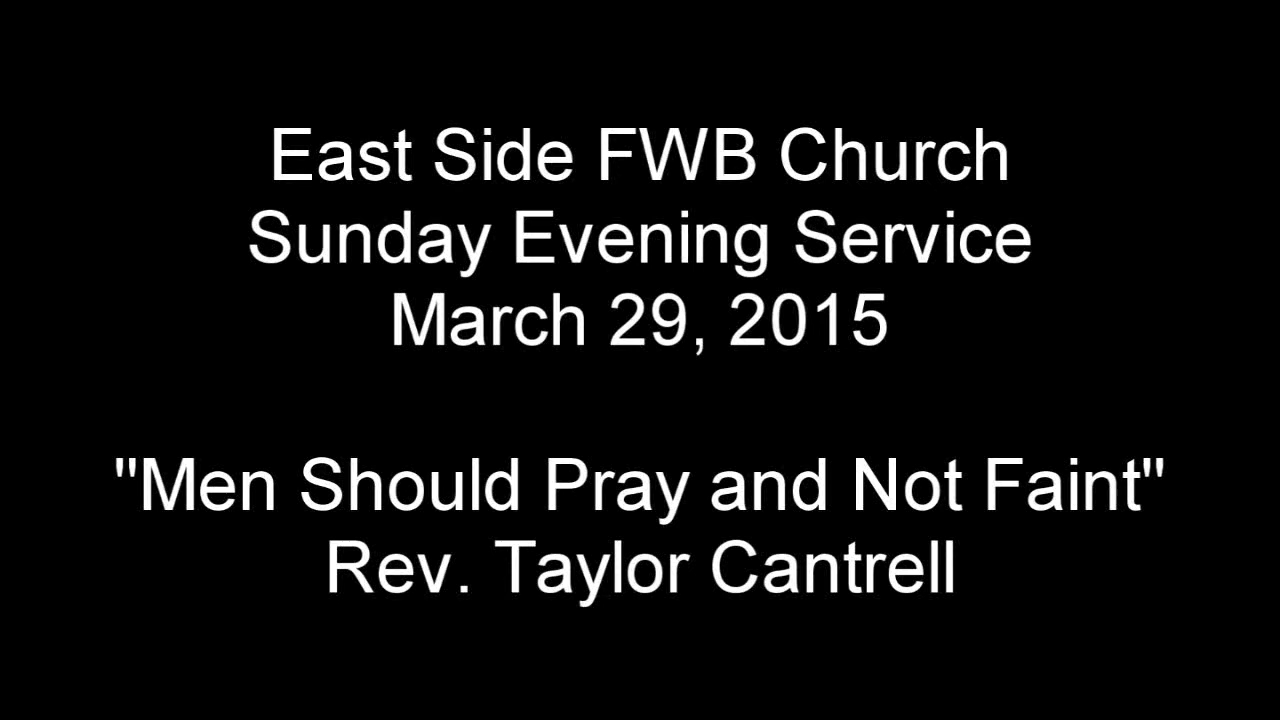 East Side FWB Church
Sunday Evening Service
March 29, 2015
"Men Should Pray and Not Faint"
Rev. Taylor Cantrell